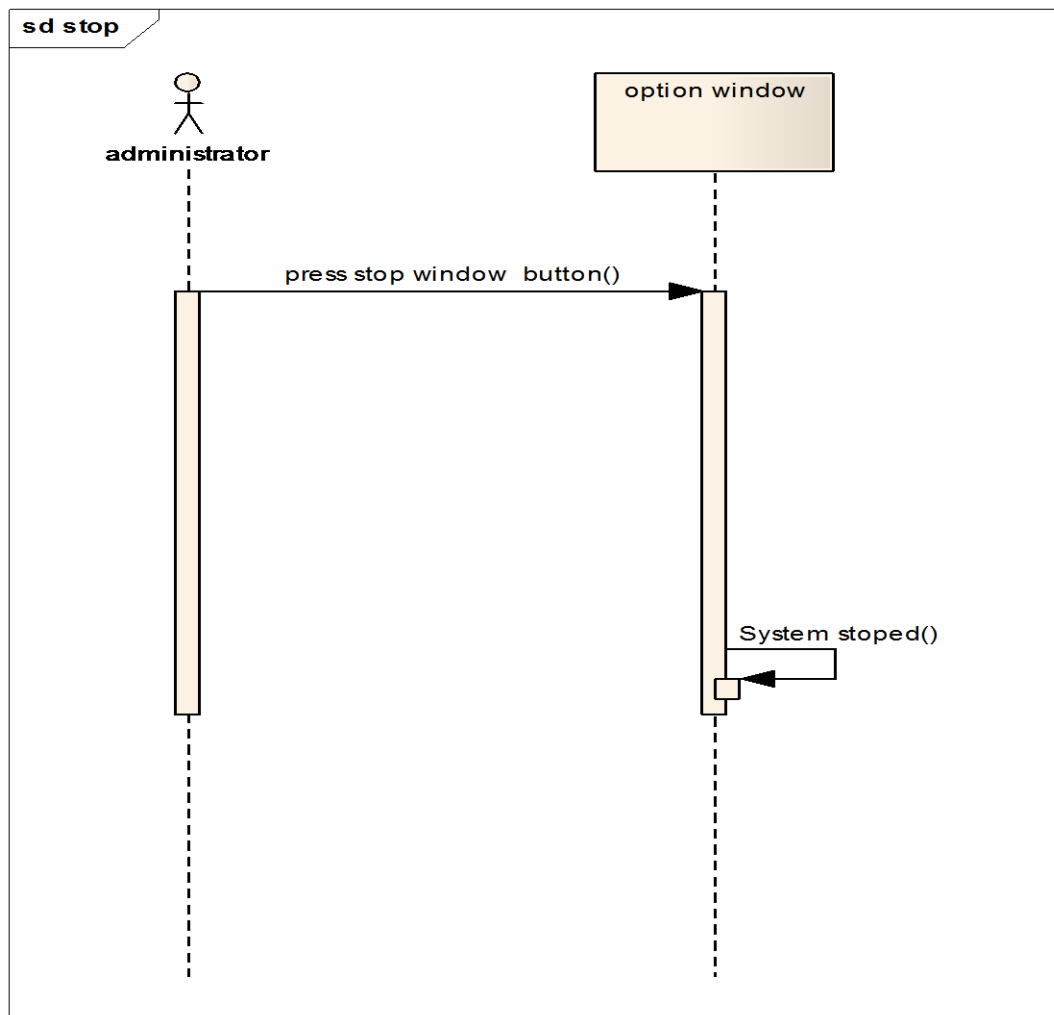 sd stop
administrator
option window
press stop window  button()
System stoped()